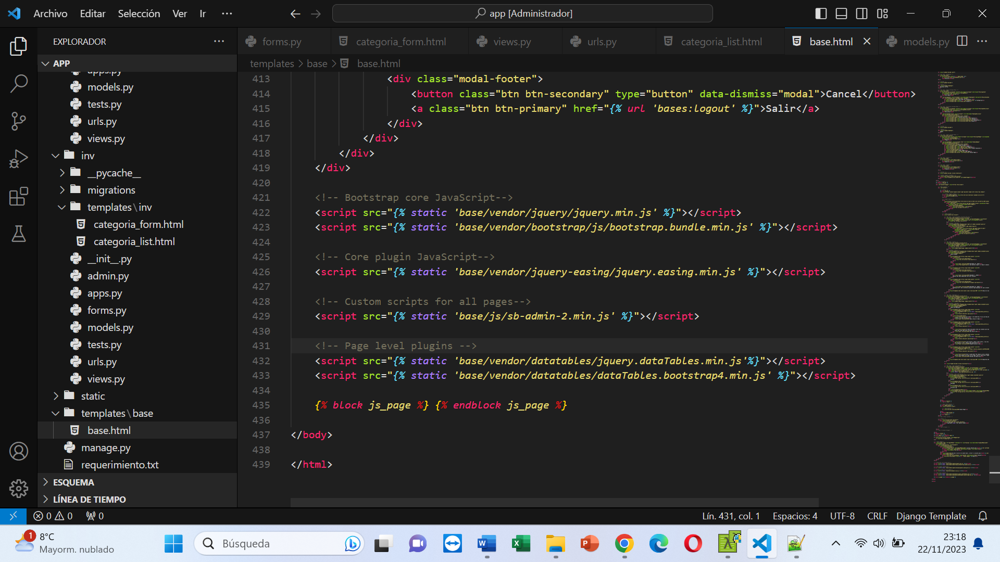 Archivo Editar Selección Ver Ir ···
app [Administrador]
EXPLORADOR
forms.py categoria_form.html views.py urls.py categoria_list.html base.html models.py
APP
templates > base > base.html
apps.py
models.py
tests.py
urls.py
views.py
inv
__pycache__
migrations
templates\inv
categoria_form.html
categoria_list.html
__init__.py
admin.py
apps.py
forms.py
models.py
tests.py
urls.py
views.py
static
templates\base
base.html
manage.py
requerimiento.txt
ESQUEMA
LÍNEA DE TIEMPO
413 <div class="modal-footer">
414 <button class="btn btn-secondary" type="button" data-dismiss="modal">Cancel</button>
415 <a class="btn btn-primary" href="{% url 'bases:logout' %}">Salir</a>
416 </div>
417 </div>
418 </div>
419 </div>
420
421 <!-- Bootstrap core JavaScript-->
422 <script src="{% static 'base/vendor/jquery/jquery.min.js' %}"></script>
423 <script src="{% static 'base/vendor/bootstrap/js/bootstrap.bundle.min.js' %}"></script>
424
425 <!-- Core plugin JavaScript-->
426 <script src="{% static 'base/vendor/jquery-easing/jquery.easing.min.js' %}"></script>
427
428 <!-- Custom scripts for all pages-->
429 <script src="{% static 'base/js/sb-admin-2.min.js' %}"></script>
430
431 <!-- Page level plugins -->
432 <script src="{% static 'base/vendor/datatables/jquery.dataTables.min.js'%}"></script>
433 <script src="{% static 'base/vendor/datatables/dataTables.bootstrap4.min.js' %}"></script>
434
435 {% block js_page %} {% endblock js_page %}
436
437 </body>
438
439 </html>
0 0 0
Lín. 431, col. 1 Espacios: 4 UTF-8 CRLF Django Template
1
8°C
Mayorm. nublado
Búsqueda
23:18
22/11/2023